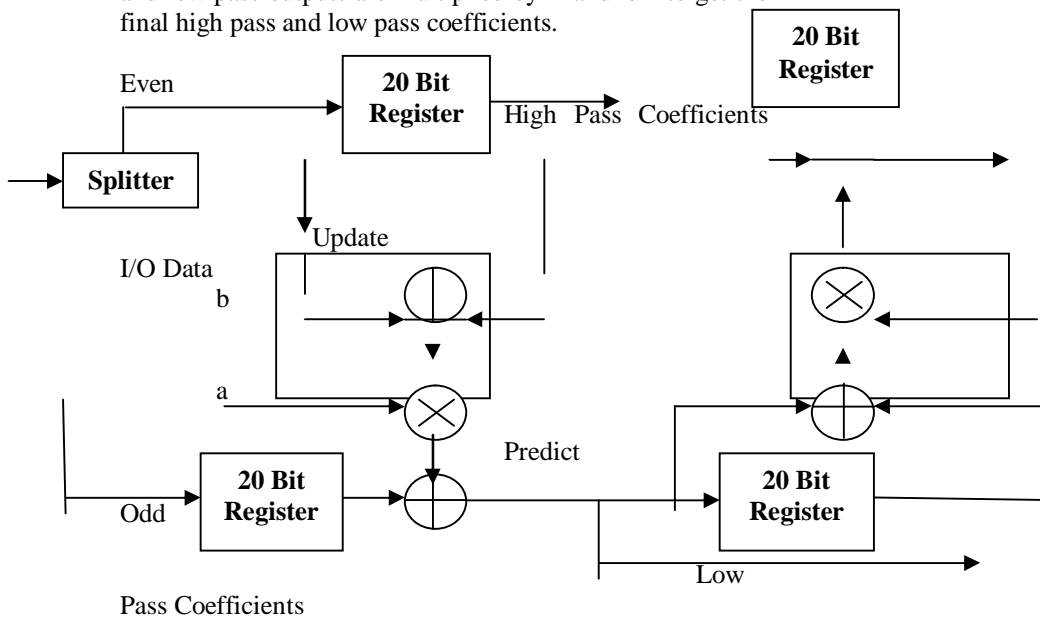 final high pass and low pass coefficients.
20 Bit
Register
Even
20 Bit
Register
High Pass Coefficients
Splitter
Update
I/O Data
b
a
Predict
20 Bit
Register
Odd
20 Bit
Register
Low
Pass Coefficients